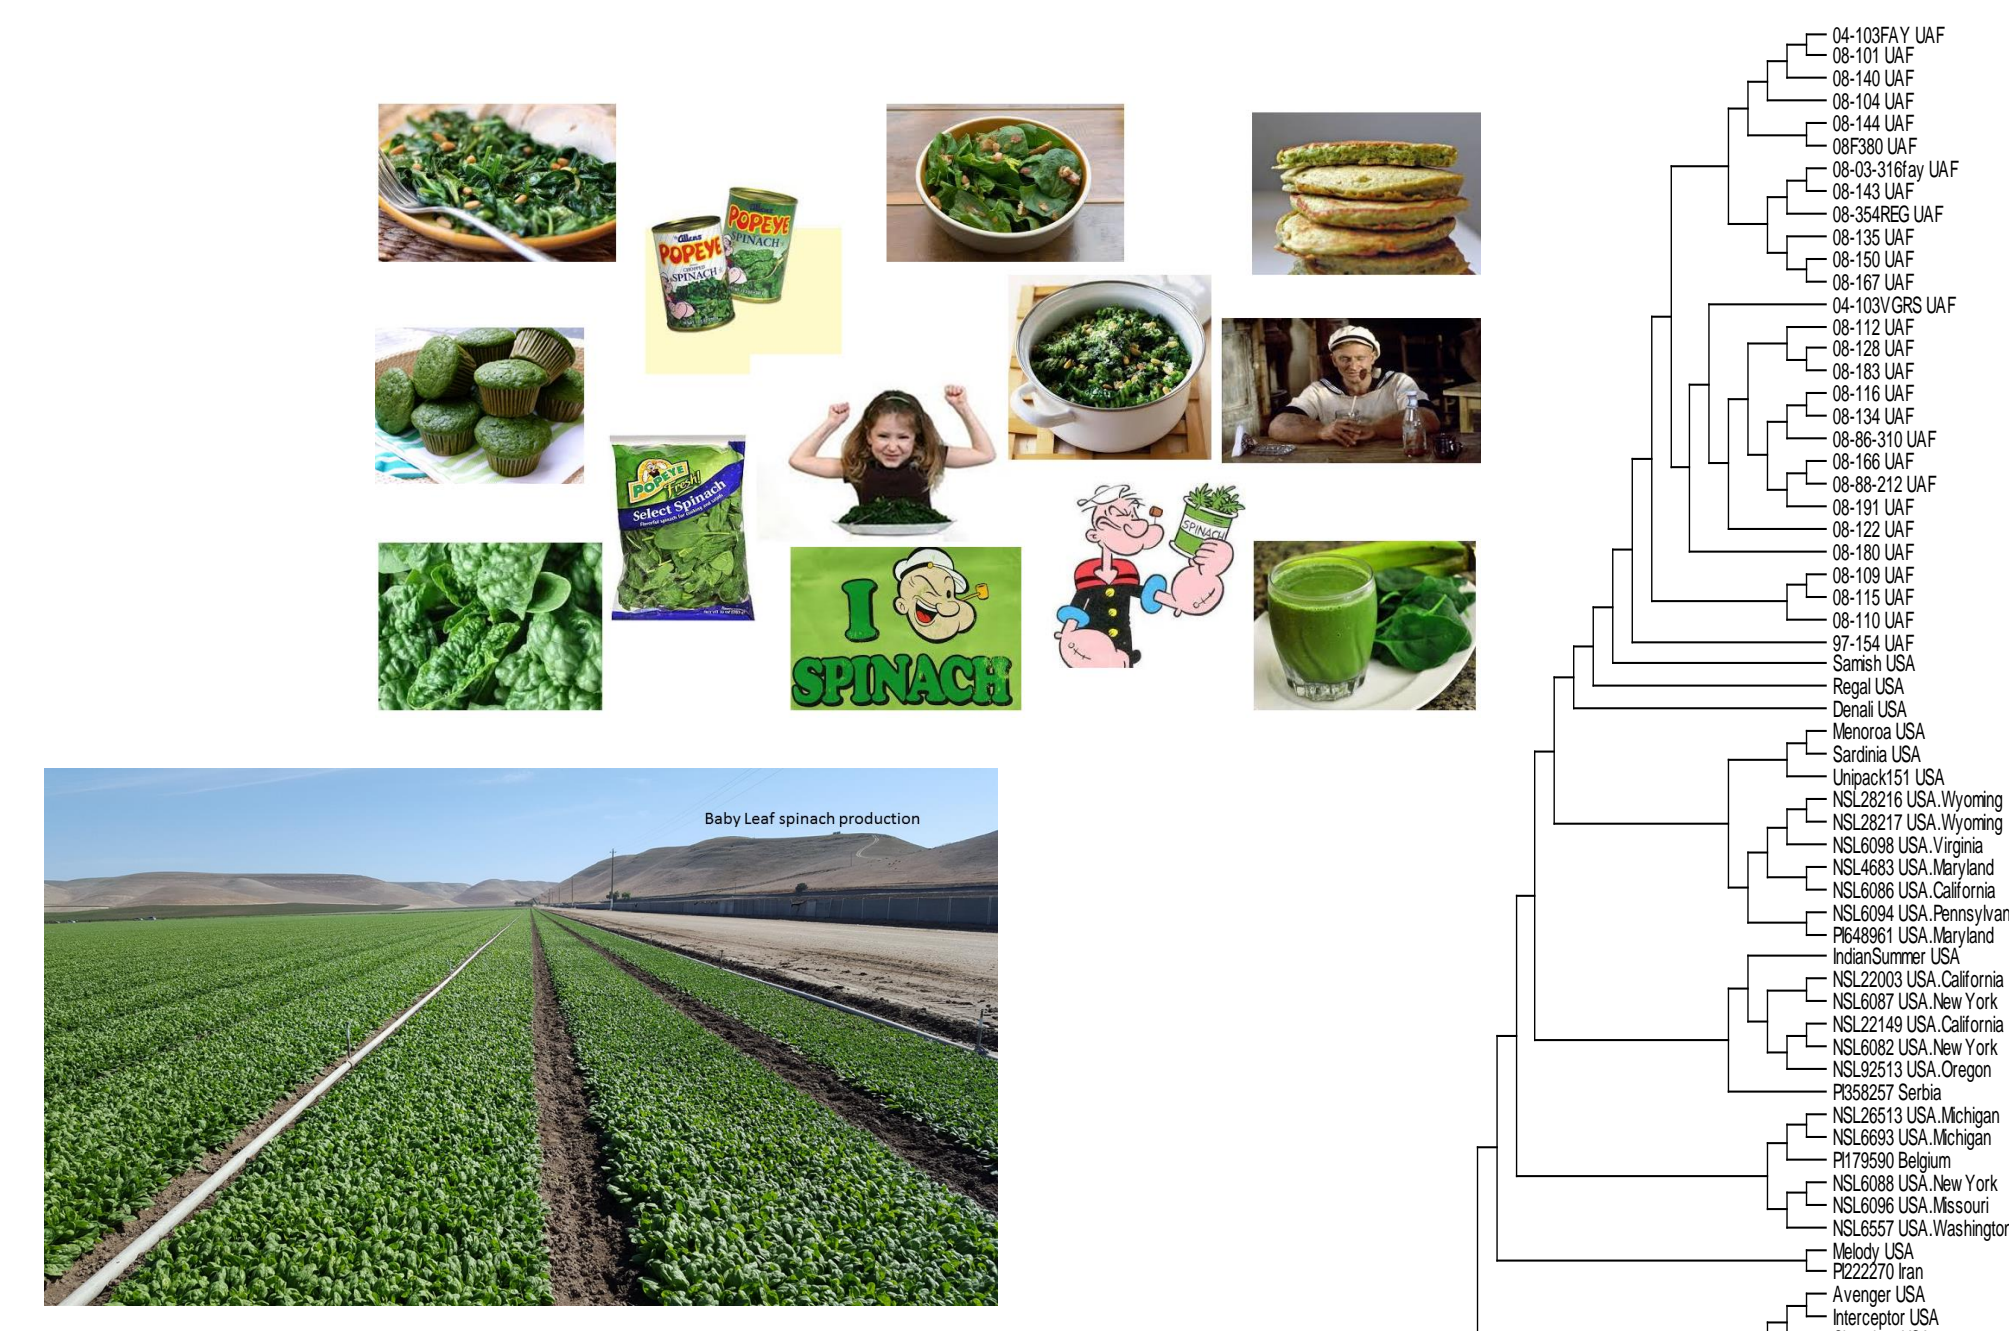 Allens
POPEYE
SPINACH
Allens
POPEYE
CHOPPED
SPINACH
POPEYE
Fresh!
Select Spinach
SPINACH
I
SPINACH
Baby Leaf spinach production
04-103FAY UAF
08-101 UAF
08-140 UAF
08-104 UAF
08-144 UAF
08F380 UAF
08-03-316fay UAF
08-143 UAF
08-354REG UAF
08-135 UAF
08-150 UAF
08-167 UAF
04-103VGRS UAF
08-112 UAF
08-128 UAF
08-183 UAF
08-116 UAF
08-134 UAF
08-86-310 UAF
08-166 UAF
08-88-212 UAF
08-191 UAF
08-122 UAF
08-180 UAF
08-109 UAF
08-115 UAF
08-110 UAF
97-154 UAF
Samish USA
Regal USA
Denali USA
Menoroa USA
Sardinia USA
Unipack151 USA
NSL28216 USA.Wyoming
NSL28217 USA.Wyoming
NSL6098 USA.Virginia
NSL4683 USA.Maryland
NSL6086 USA.California
NSL6094 USA.Pennsylvan
PI648961 USA.Maryland
IndianSummer USA
NSL22003 USA.California
NSL6087 USA.New York
NSL22149 USA.California
NSL6082 USA.New York
NSL92513 USA.Oregon
PI358257 Serbia
NSL26513 USA.Michigan
NSL6693 USA.Michigan
PI179590 Belgium
NSL6088 USA.New York
NSL6096 USA.Missouri
NSL6557 USA.Washington
Melody USA
PI222270 Iran
Avenger USA
Interceptor USA